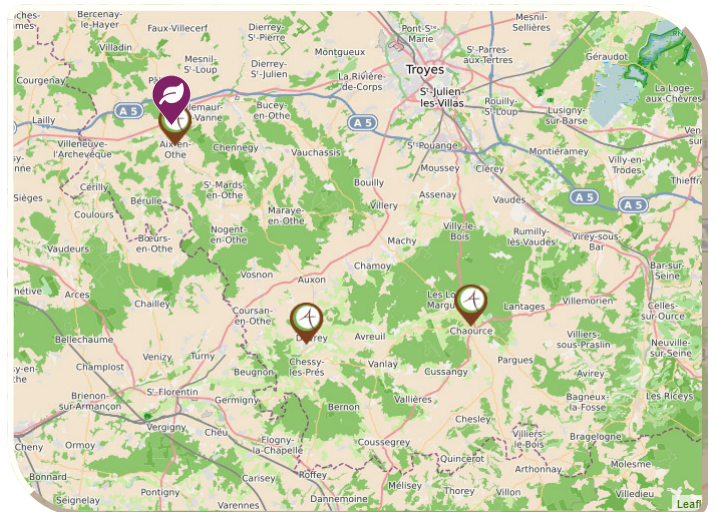 Bercenay-
le-Hayer
Faux-Villecerf
Dierrey-
St-Pierre
Pont-Ste-
Marie
Mesnil-
Sellières
Villadin
Mesnil-
St-Loup
Dierrey-
St-Julien
Montgueux
St-Parres-
aux-Tertres
Géraudot
Courgenay
La Rivière-
de-Corps
Troyes
St-Julien-
les-Villas
La Loge-
aux-Chèvres
Lailly
A 5
Bucey-
en-Othe
A 5
Rouilly-
St-Loup
Lusigny-
sur-Barse
Villeneuve-
l'Archevêque
Aix-en-
Othe
Chennegy
Vauchassis
St-Pouange
Montiéramey
Moussey
Clérey
Villy-en-
Trodes
Cérilly
St-Mards-
en-Othe
Bouilly
Assenay
Thieffra
Sièges
Bérulle
Maraye-
en-Othe
Villery
Vaudes
A 5
A 5
Coulours
Nogent-
en-Othe
Villy-le-
Bois
Rumilly-
lès-Vaudes
Virey-sous-
Bar
Vaudeurs
Bœurs-
en-Othe
Machy
Vosnon
Auxon
Chamoy
Bar-sur-
Seine
Arces
Chailley
Coursan-
en-Othe
Les Lo
Margu
Lantages
Villemorien
Celles-
sur-Ource
Bellechaume
Avreuil
Chaource
Villiers-
sous-Praslin
Neuville-
sur-Seine
Champlost
Venizy
Turny
Beugnon
Chessy-
les-Prés
Vanlay
Cussangy
Pargues
Avirey
Brienon-
sur-Armançon
St-Florentin
Germigny
Bernon
Vallières
Bagneux-
la-Fosse
Les Riceys
Vergigny
Chéu
Chesley
Cheny
Ormoy
Flogny-
la-Chapelle
Coussegrey
Villiers-
le-Bois
Bragelogne
Quincerot
Bonnard
Carisey
Roffey
Arthonnay
Molesme
Seignelay
Pontigny
Varennes
Dannemoine
Mélisey
Thorey
Villon
Villedieu
Leafl